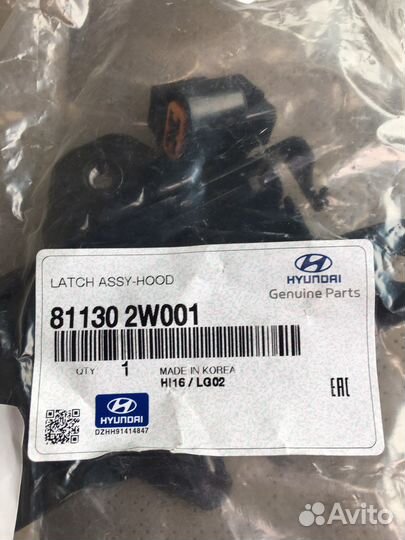 LATCH ASSY-HOOD
HYUNDAI
Genuine Parts
81130 2W001
QTY 1 MADE IN KOREA
HI16 / LG02
EAC
HYUNDAI
DZHH91414847
Avito